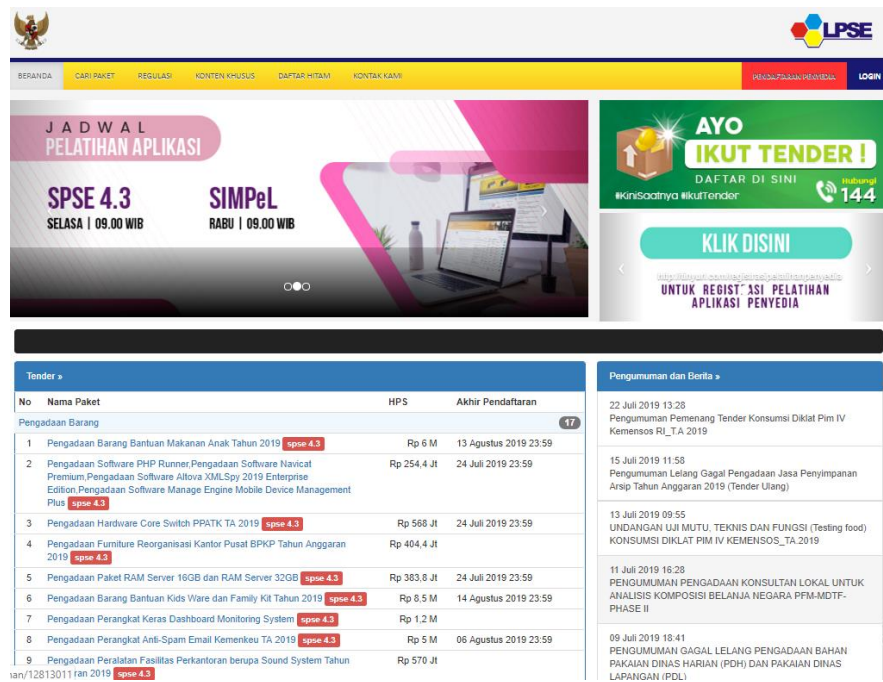 LPSE
BERANDA CARI PAKET REGULASI KONTEN KHUSUS DAFTAR HITAM KONTAK KAMI PENDAFTARAN PENYEDIA LOGIN
JADWAL
PELATIHAN APLIKASI
SPSE 4.3
SELASA | 09.00 WIB
SIMPeL
RABU | 09.00 WIB
AYO
IKUT TENDER !
DAFTAR DI SINI
#KiniSaatnya #IkutTender
Hubungi
144
KLIK DISINI
UNTUK REGISTRASI PELATIHAN
APLIKASI PENYEDIA
Tender »
No Nama Paket HPS Akhir Pendaftaran
Pengadaan Barang 17
1 Pengadaan Barang Bantuan Makanan Anak Tahun 2019 spse 4.3 Rp 6 M 13 Agustus 2019 23:59
2 Pengadaan Software PHP Runner,Pengadaan Software Navicat Rp 254,4 Jt 24 Juli 2019 23:59
Premium,Pengadaan Software Altova XMLSpy 2019 Enterprise
Edition,Pengadaan Software Manage Engine Mobile Device Management
Plus spse 4.3
3 Pengadaan Hardware Core Switch PPATK TA 2019 spse 4.3 Rp 568 Jt 24 Juli 2019 23:59
4 Pengadaan Furniture Reorganisasi Kantor Pusat BPKP Tahun Anggaran Rp 404,4 Jt
2019 spse 4.3
5 Pengadaan Paket RAM Server 16GB dan RAM Server 32GB spse 4.3 Rp 383,8 Jt 24 Juli 2019 23:59
6 Pengadaan Barang Bantuan Kids Ware dan Family Kit Tahun 2019 spse 4.3 Rp 8,5 M 14 Agustus 2019 23:59
7 Pengadaan Perangkat Keras Dashboard Monitoring System spse 4.3 Rp 1,2 M
8 Pengadaan Perangkat Anti-Spam Email Kemenkeu TA 2019 spse 4.3 Rp 5 M 06 Agustus 2019 23:59
9 Pengadaan Peralatan Fasilitas Perkantoran berupa Sound System Tahun Rp 570 Jt
an/12813011 ran 2019 spse 4.3
Pengumuman dan Berita »
22 Juli 2019 13:28
Pengumuman Pemenang Tender Konsumsi Diklat Pim IV
Kemensos RI_T.A 2019
15 Juli 2019 11:58
Pengumuman Lelang Gagal Pengadaan Jasa Penyimpanan
Arsip Tahun Anggaran 2019 (Tender Ulang)
13 Juli 2019 09:55
UNDANGAN UJI MUTU, TEKNIS DAN FUNGSI (Testing food)
KONSUMSI DIKLAT PIM IV KEMENSOS_TA.2019
11 Juli 2019 16:28
PENGUMUMAN PENGADAAN KONSULTAN LOKAL UNTUK
ANALISIS KOMPOSISI BELANJA NEGARA PFM-MDTF-
PHASE II
09 Juli 2019 18:41
PENGUMUMAN GAGAL LELANG PENGADAAN BAHAN
PAKAIAN DINAS HARIAN (PDH) DAN PAKAIAN DINAS
LAPANGAN (PDL)